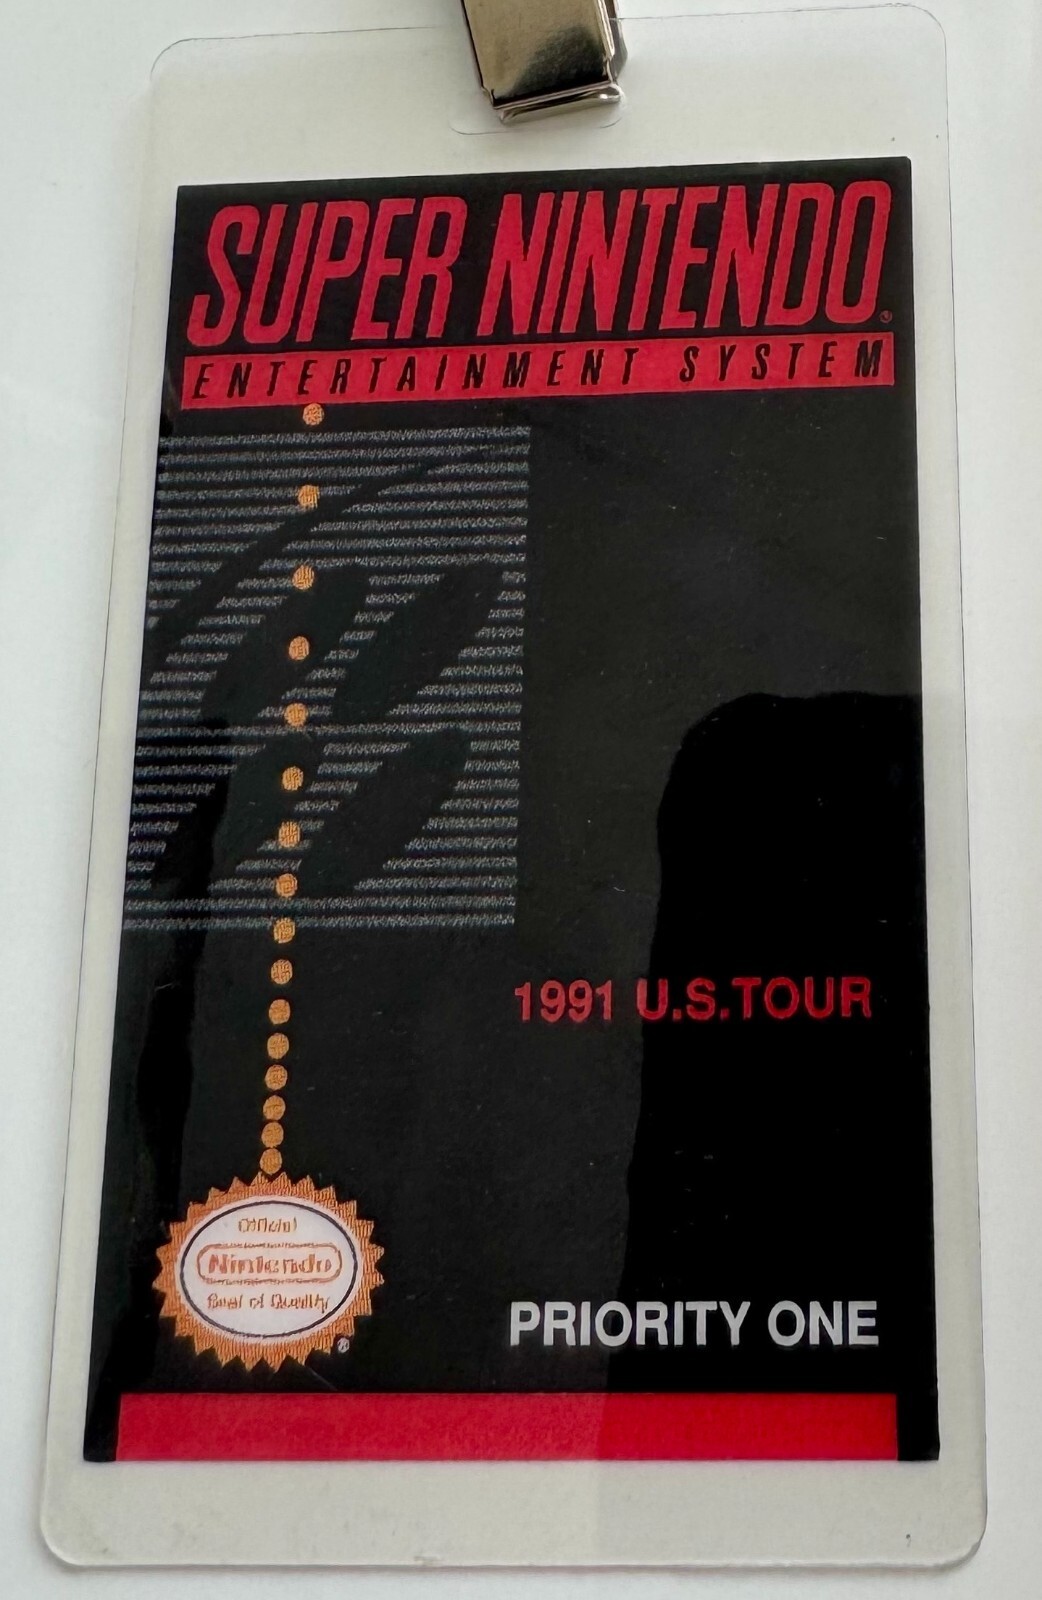 SUPER NINTENDO®
ENTERTAINMENT SYSTEM
1991 U.S.TOUR
Official
Nintendo
Seal of Quality
®
PRIORITY ONE